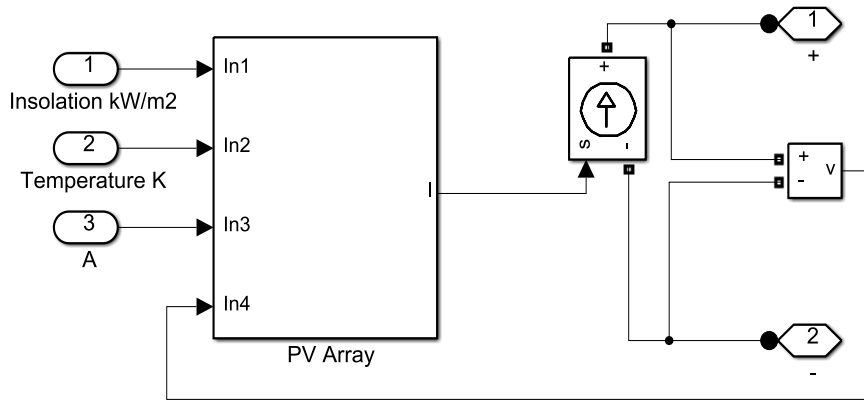 1
Insolation kW/m2
2
Temperature K
3
A
In1
In2
In3
In4
I
PV Array
+
s
-
1
+
+
-
v
2
-